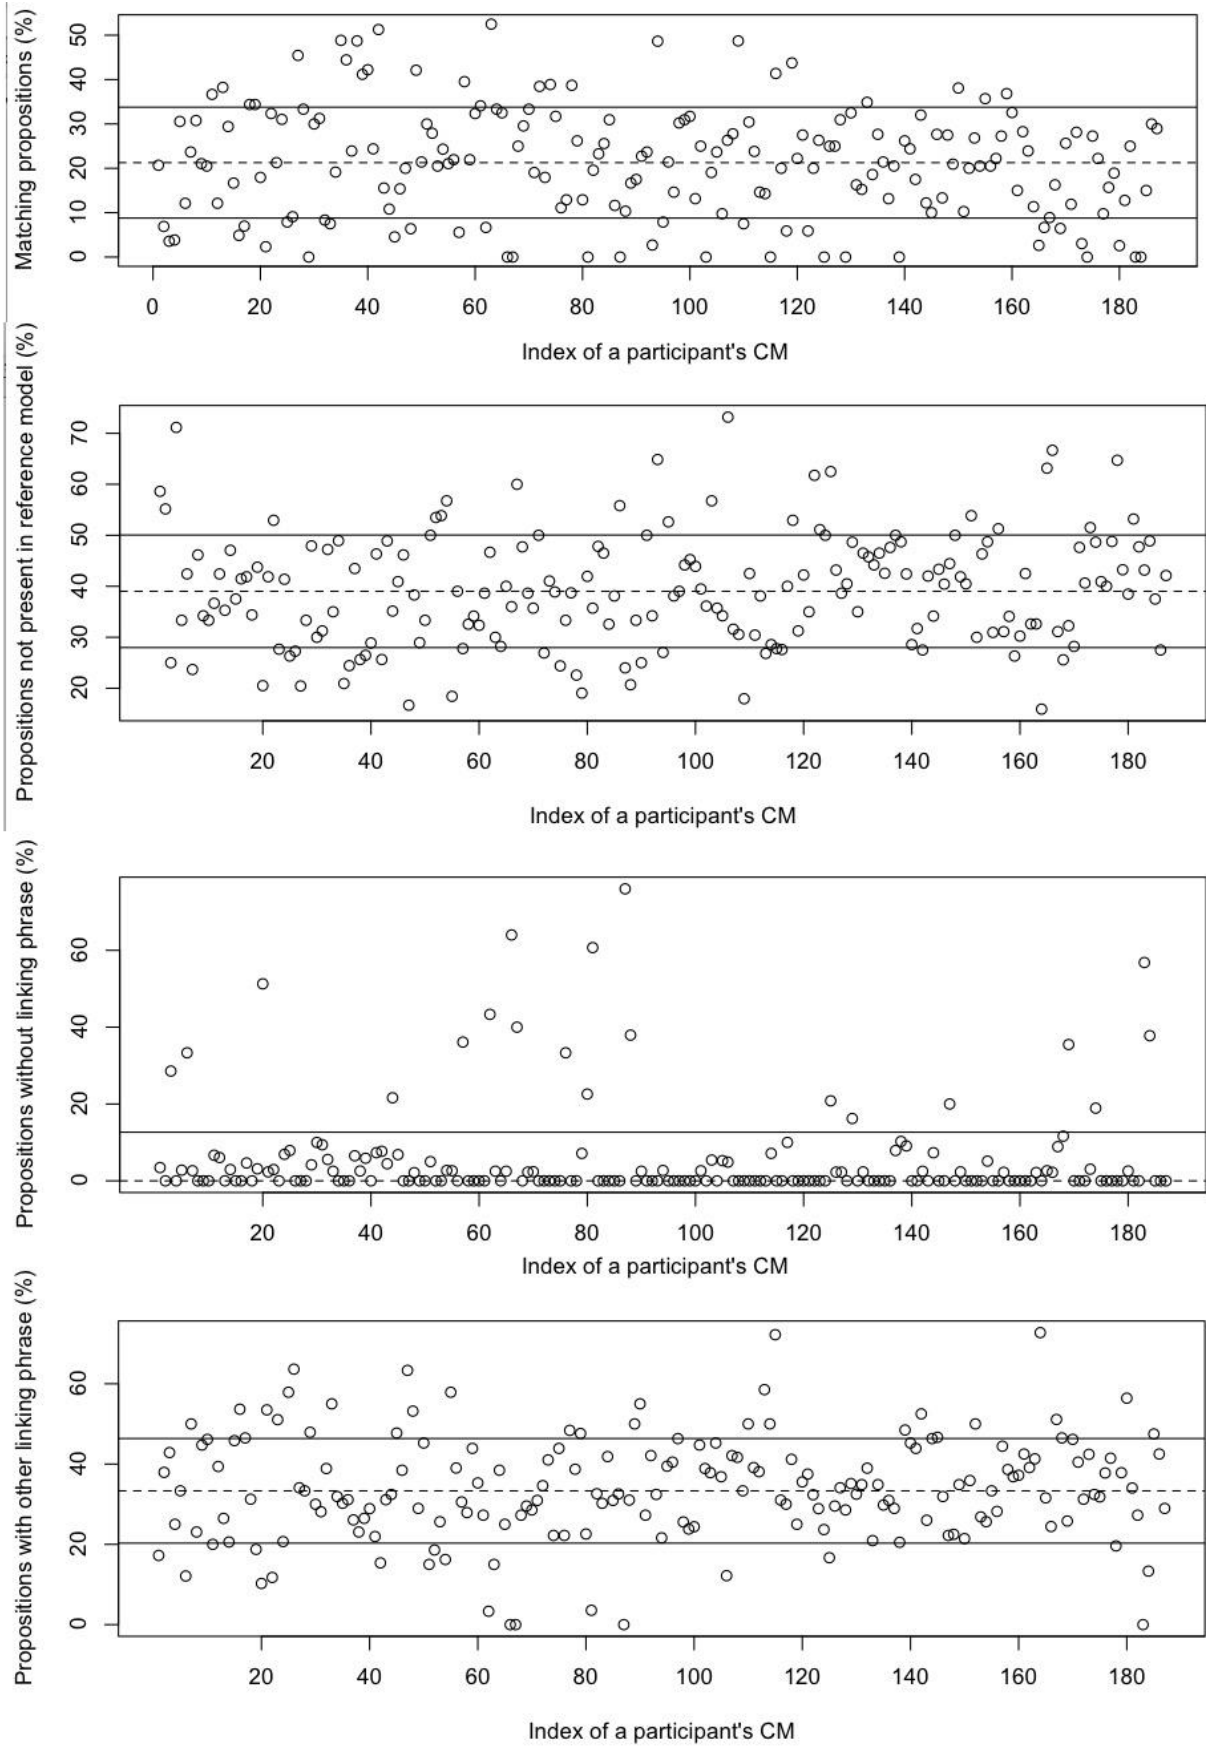 Matching propositions (%)
50
40
30
20
10
0
0 20 40 60 80 100 120 140 160 180
Index of a participant's CM
Propositions not present in reference model (%)
70
60
50
40
30
20
20 40 60 80 100 120 140 160 180
Index of a participant's CM
Propositions without linking phrase (%)
60
40
20
0
20 40 60 80 100 120 140 160 180
Index of a participant's CM
Propositions with other linking phrase (%)
60
40
20
0
20 40 60 80 100 120 140 160 180
Index of a participant's CM